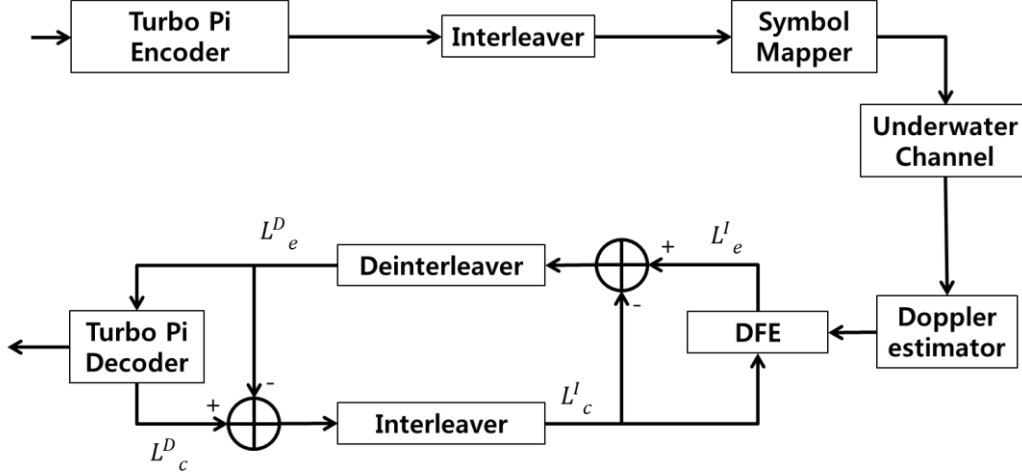 Turbo Pi
Encoder
Interleaver
Symbol
Mapper
Underwater
Channel
L^D_e
Deinterleaver
+
L^I_e
-
Turbo Pi
Decoder
DFE
Doppler
estimator
-
+
L^D_c
Interleaver
L^I_c